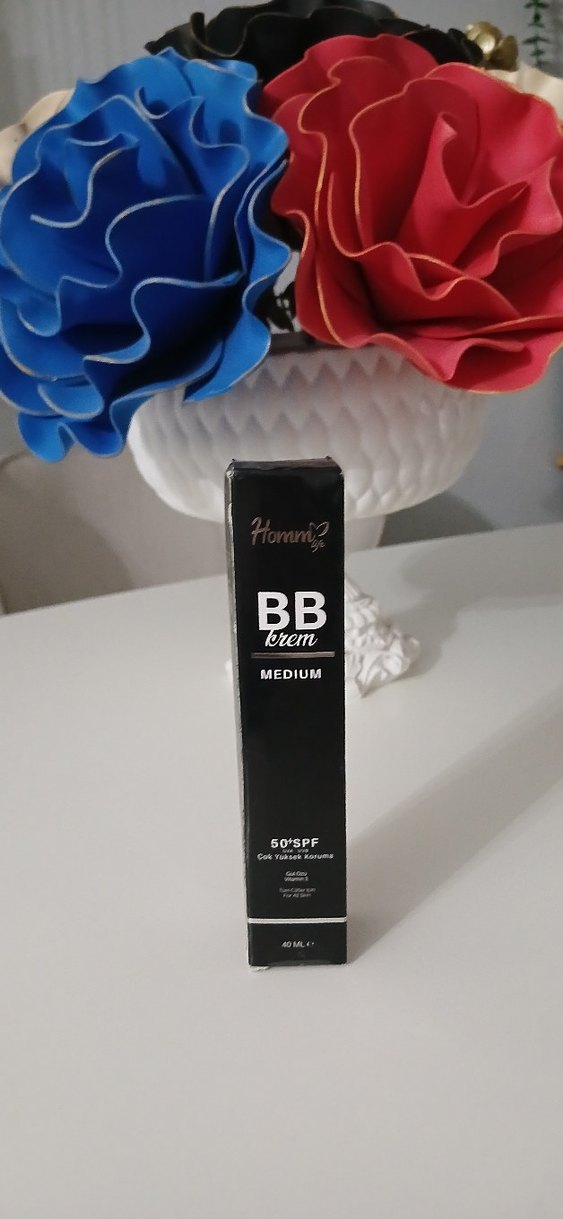 Homm
life
BB
krem
MEDIUM
50+SPF
UVA UVB
Çok Yüksek Koruma
Gül Özü
Vitamin E
Tüm Ciltler İçin
For All Skin
40 ML e